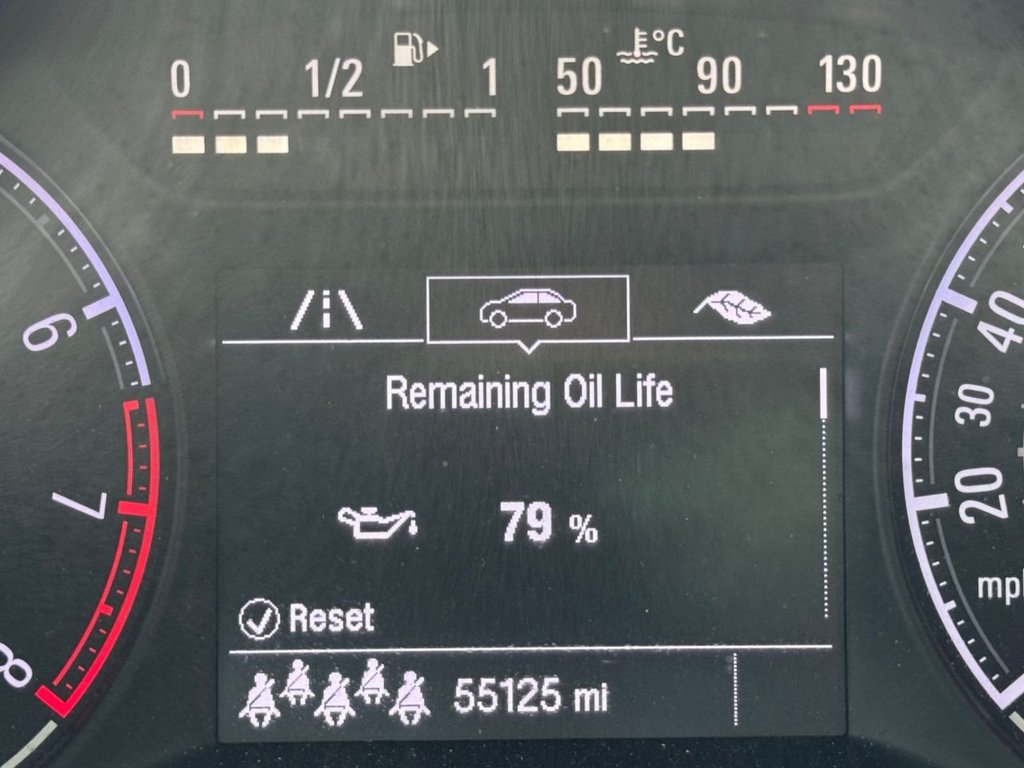 0 1/2 1 50 °C 90 130
6
7
8
40
30
20
mph
Remaining Oil Life
79 %
Reset
55125 mi